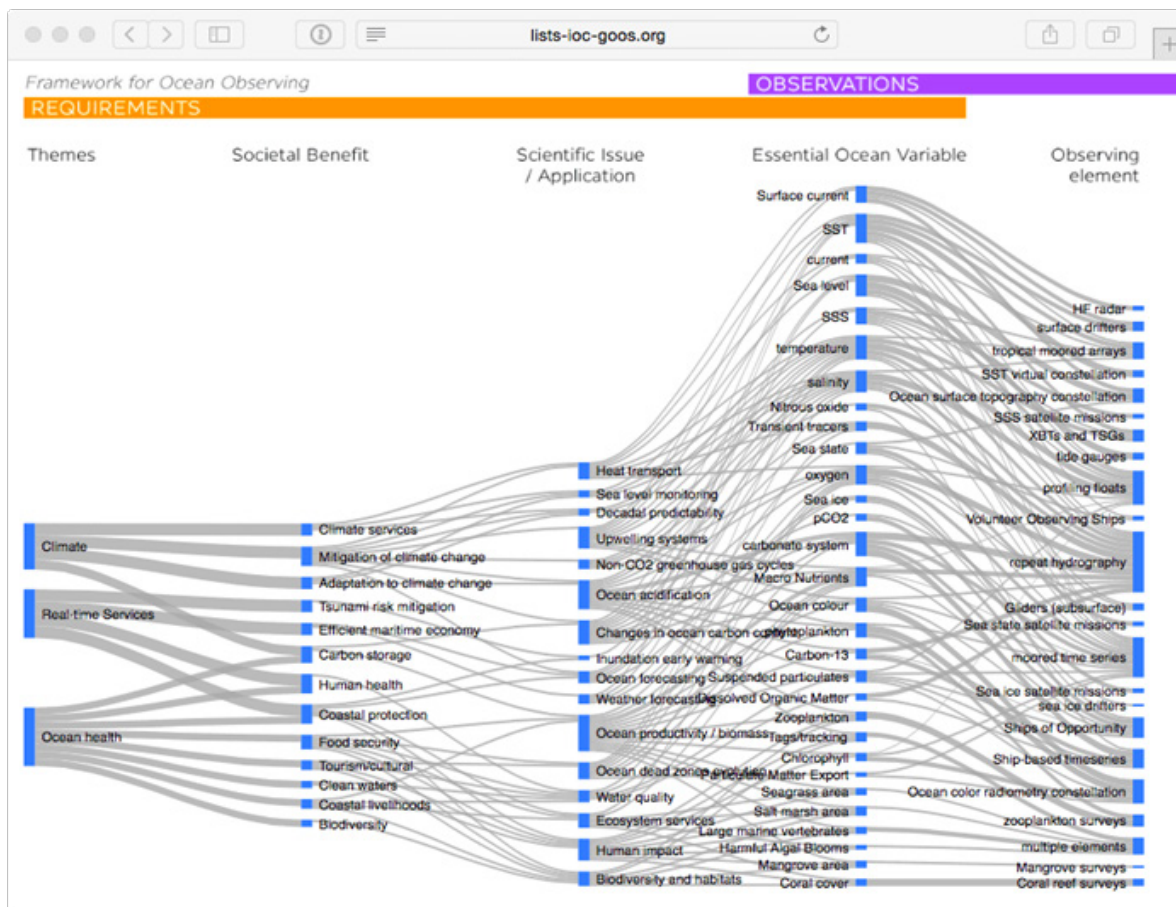 lists-ioc-goos.org
Framework for Ocean Observing
OBSERVATIONS
REQUIREMENTS
Themes
Societal Benefit
Scientific Issue
/ Application
Essential Ocean Variable
Observing
element
Climate
Real-time Services
Ocean health
Climate services
Mitigation of climate change
Adaptation to climate change
Tsunami risk mitigation
Efficient maritime economy
Carbon storage
Human health
Coastal protection
Food security
Tourism/cultural
Clean waters
Coastal livelihoods
Biodiversity
Heat transport
Sea level monitoring
Decadal predictability
Upwelling systems
Non-CO2 greenhouse gas cycles
Ocean acidification
Changes in ocean carbon
Inundation early warning
Ocean forecasting
Weather forecasting
Ocean productivity / biomass
Ocean dead zones
Water quality
Ecosystem services
Human impact
Biodiversity and habitats
Surface current
SST
current
Sea level
SSS
temperature
salinity
Nitrous oxide
Trans ent tracers
Sea state
oxygen
Sea ice
pCO2
carbonate system
Macro Nutrients
Ocean colour
phytoplankton
Carbon-13
Suspended particulates
Dissolved Organic Matter
Zooplankton
Tags/tracking
Chlorophyll
Particulate Matter Export
Seagrass area
Salt marsh area
Large marine vertebrates
Harmful Algal Blooms
Mangrove area
Coral cover
HF radar
surface drifters
tropical moored arrays
SST virtual constellation
Ocean surface topography constellation
SSS satellite missions
XBTs and TSGs
tide gauges
profiling floats
Volunteer Observing Ships
repeat hydrography
Gliders (subsurface)
Sea state satellite missions
moored time series
Sea ice satellite missions
sea ice drifters
Ships of Opportunity
Ship-based timeseries
Ocean color radiometry constellation
zooplankton surveys
multiple elements
Mangrove surveys
Coral reef surveys